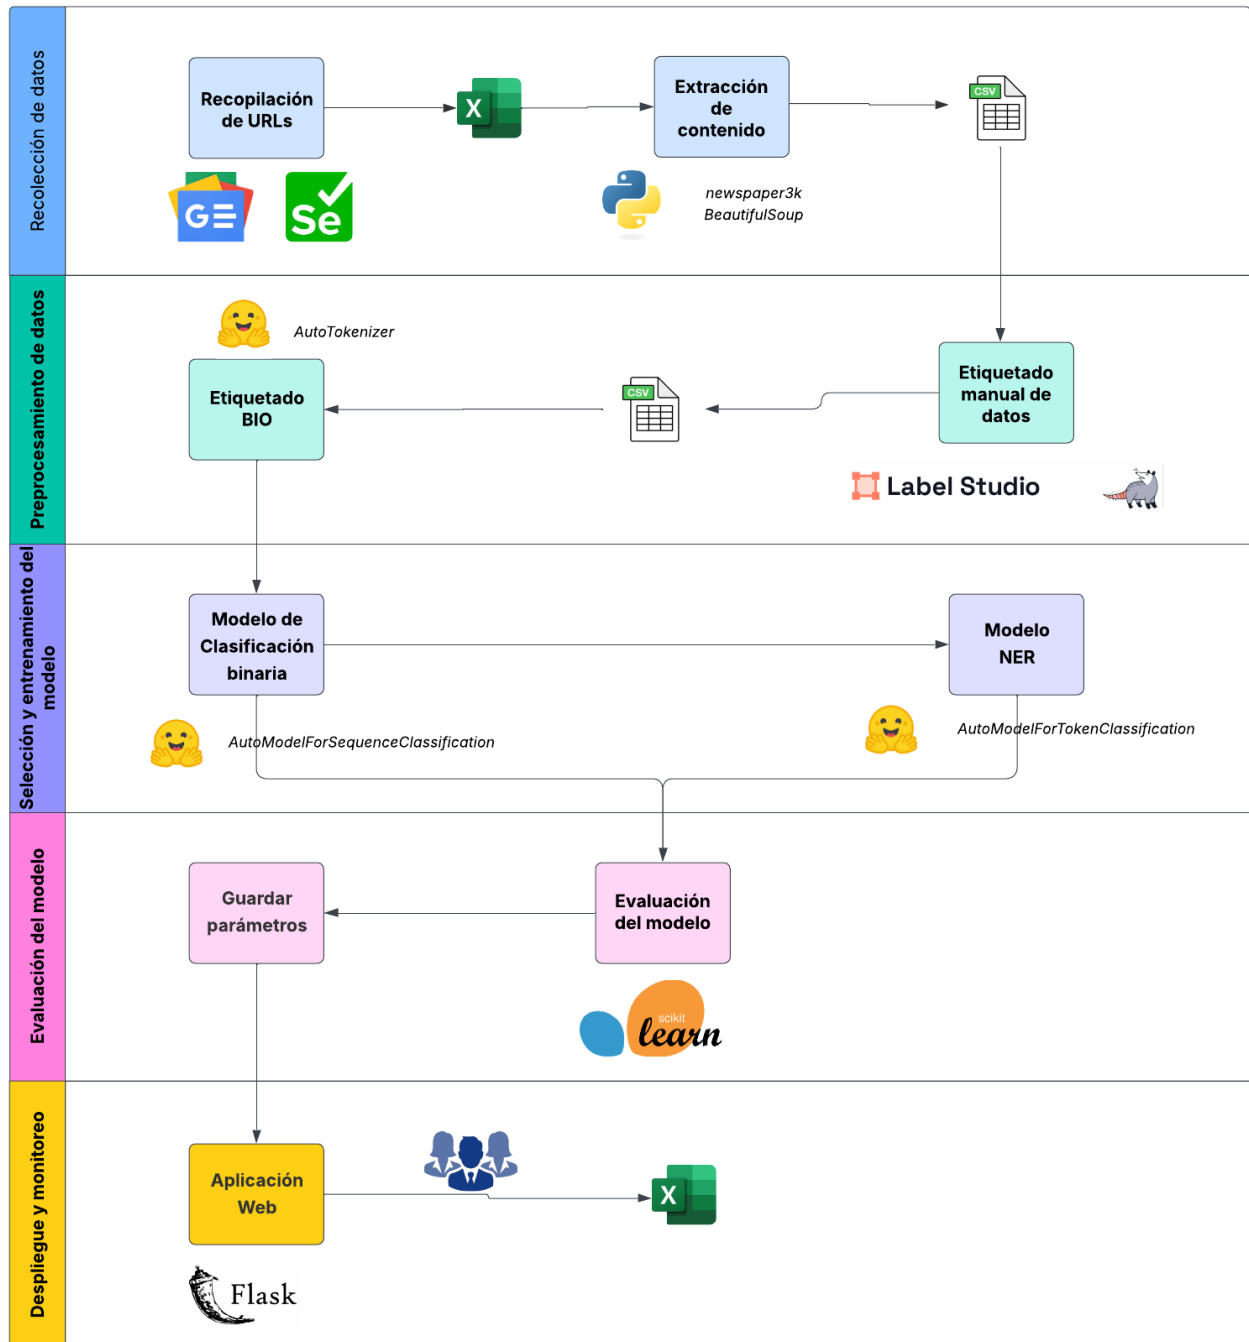 Recolección de datos
Recopilación
de URLs
X
Extracción
de
contenido
CSV
G
Se
newspaper3k
BeautifulSoup
Preprocesamiento de datos
AutoTokenizer
Etiquetado
BIO
CSV
Etiquetado
manual de
datos
Label Studio
Selección y entrenamiento del
modelo
Modelo de
Clasificación
binaria
Modelo
NER
AutoModelForSequenceClassification
AutoModelForTokenClassification
Evaluación del modelo
Guardar
parámetros
Evaluación
del modelo
scikit
learn
Despliegue y monitoreo
Aplicación
Web
X
Flask